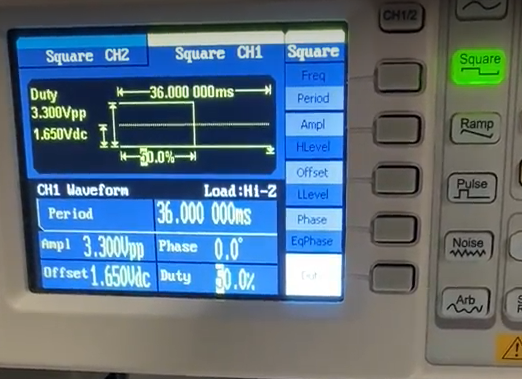 CH1/2
Square CH2 Square CH1 Square
Duty
36.000 000ms
3.300Vpp
1.650Vdc
50.0%
Freq
Period
Ampl
HLevel
Offset
LLevel
Phase
EqPhase
CH1 Waveform Load:Hi-Z
Period 36.000 000ms
Ampl 3.300Vpp Phase 0.0°
Offset 1.650Vdc Duty 50.0%
Square
Ramp
Pulse
Noise
Arb